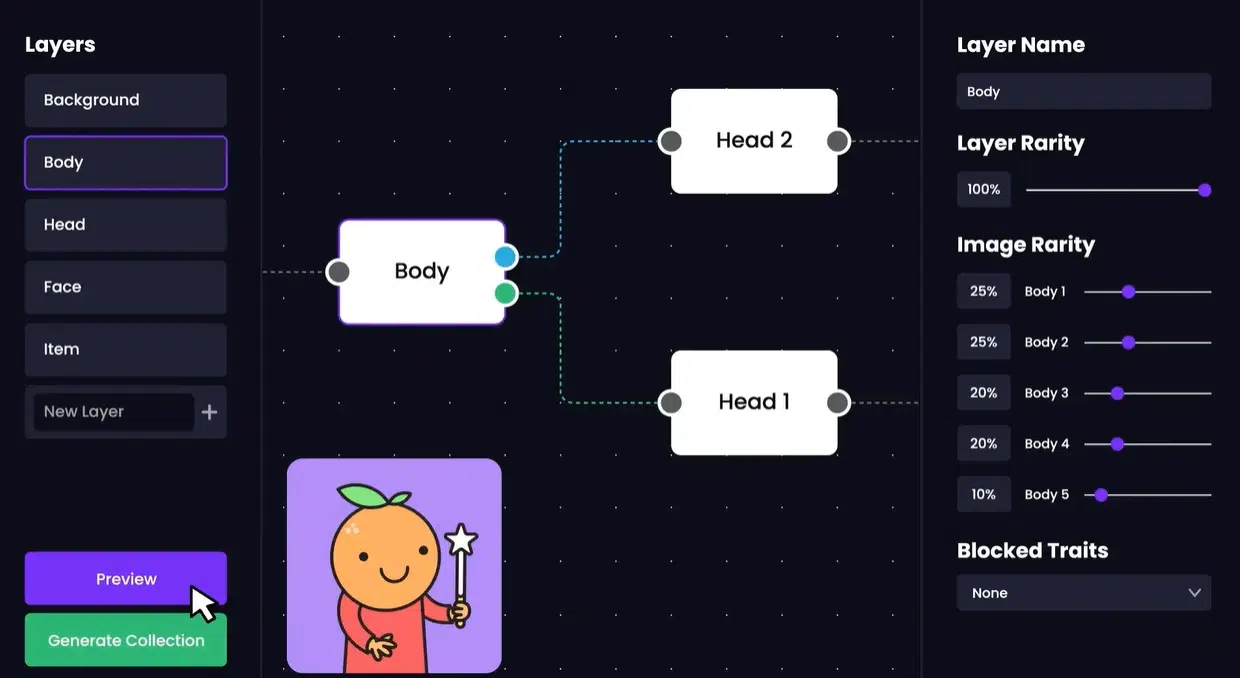 Layers
Background
Body
Head
Face
Item
New Layer
Preview
Generate Collection
Body
Head 2
Head 1
Layer Name
Body
Layer Rarity
100%
Image Rarity
25% Body 1
25% Body 2
20% Body 3
20% Body 4
10% Body 5
Blocked Traits
None